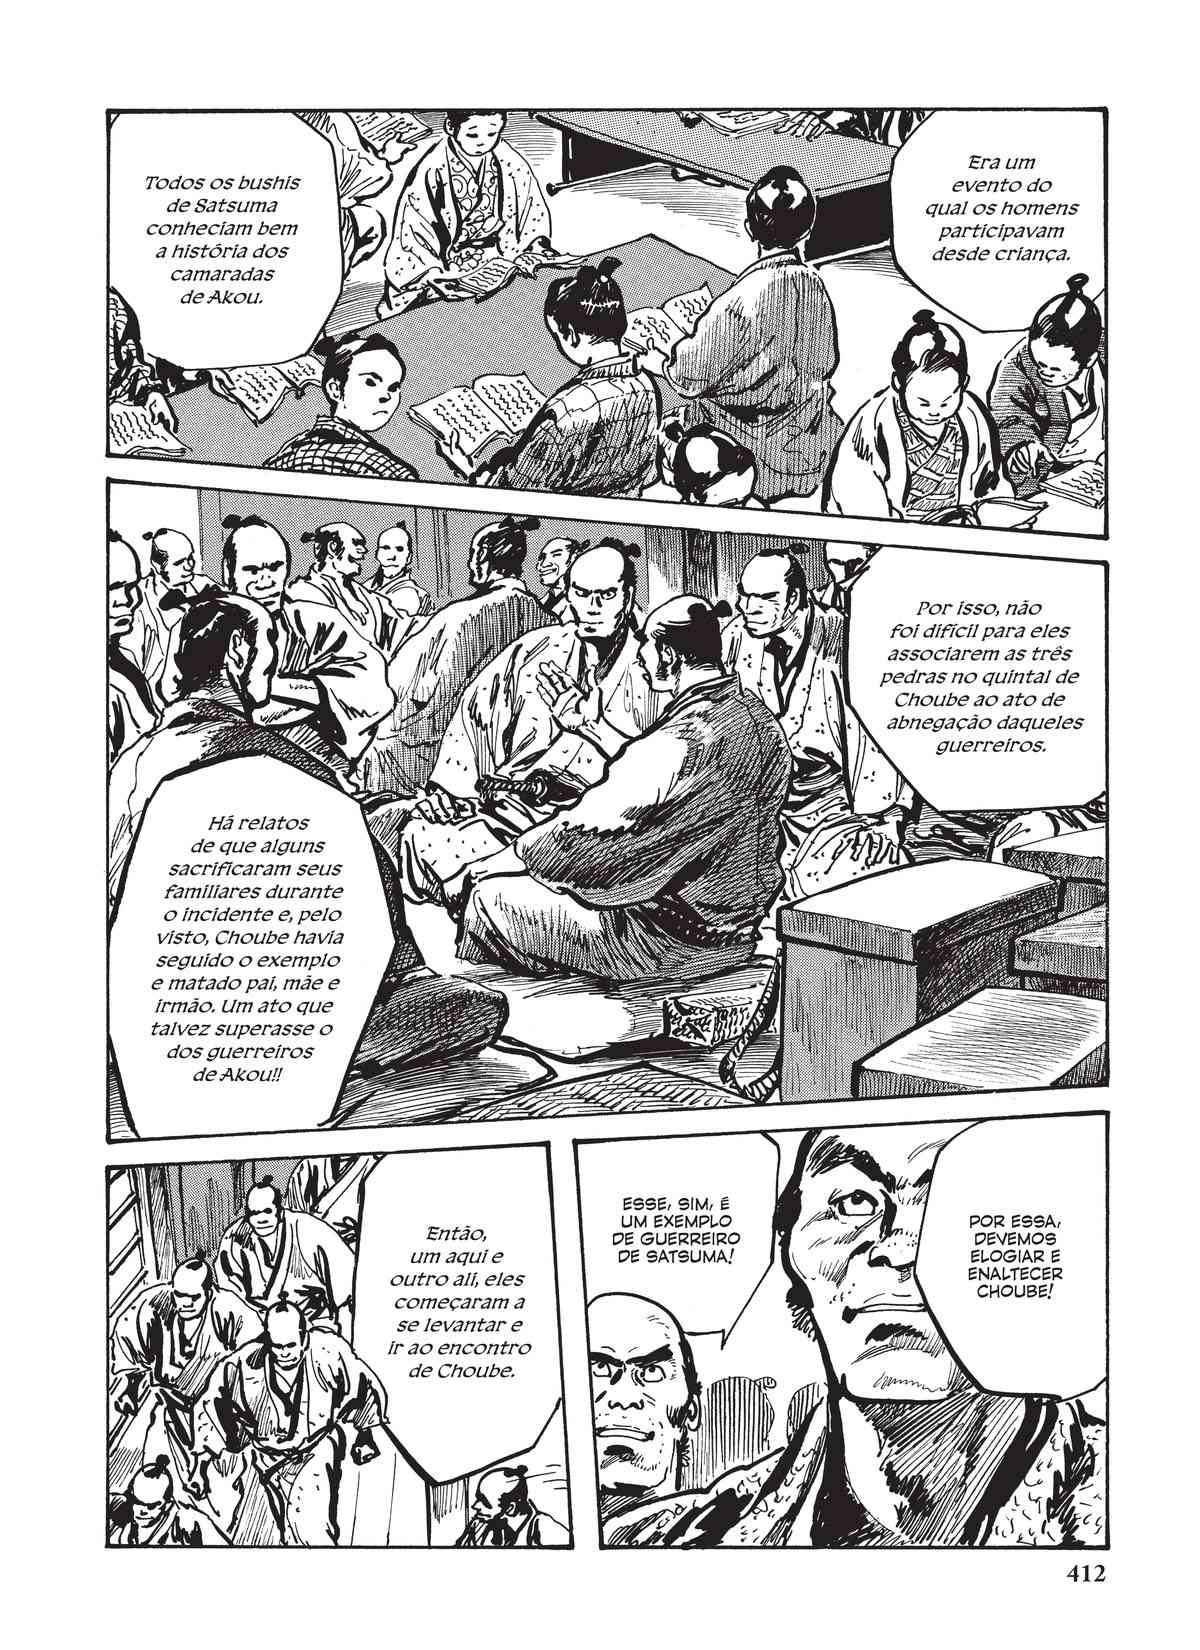 Era um
evento do
qual os homens
participavam
desde criança.
Todos os bushis
de Satsuma
conheciam bem
a história dos
camaradas
de Akou.
Por isso, não
foi difícil para eles
associarem as três
pedras no quintal de
Choube ao ato de
abnegação daqueles
guerreiros.
Há relatos
de que alguns
sacrificaram seus
familiares durante
o incidente e, pelo
visto, Choube havia
seguido o exemplo
e matado pai, mãe e
irmão. Um ato que
talvez superasse o
dos guerreiros
de Akou!!
POR ESSA,
DEVEMOS
ELOGIAR E
ENALTECER
CHOUBE!
ESSE, SIM, É
UM EXEMPLO
DE GUERREIRO
DE SATSUMA!
Então,
um aqui e
outro ali, eles
começaram a
se levantar e
ir ao encontro
de Choube.
412